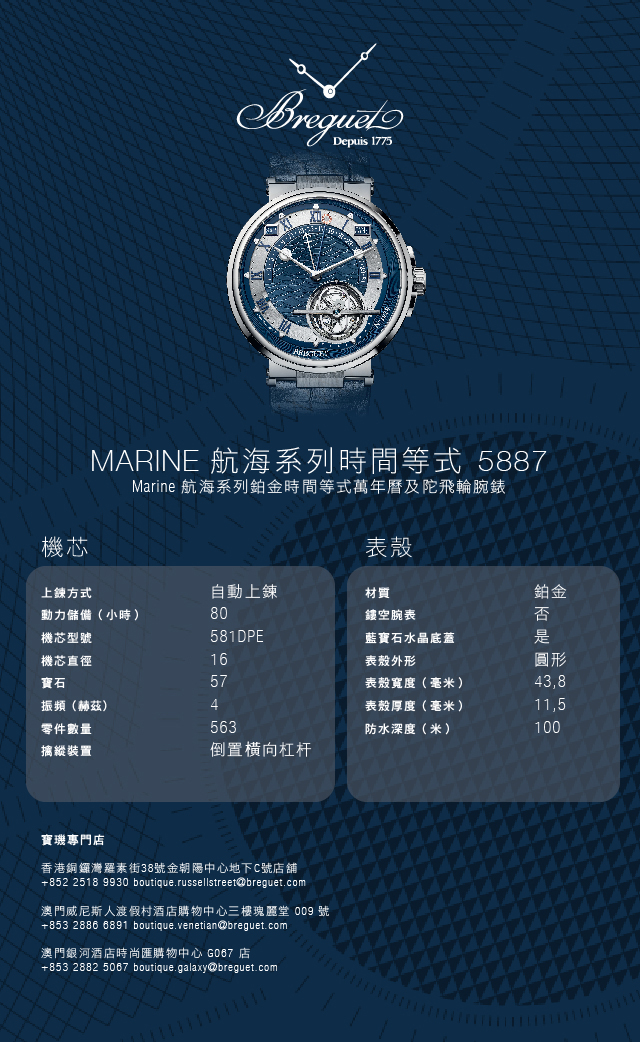 Breguet
Depuis 1775
BREGUET
MARINE 航海系列時間等式 5887
Marine 航海系列鉑金時間等式萬年曆及陀飛輪腕錶
機芯
上鍊方式 自動上鍊
動力儲備（小時） 80
機芯型號 581DPE
機芯直徑 16
寶石 57
振頻（赫茲） 4
零件數量 563
擒縱裝置 倒置橫向杠杆
表殼
材質 鉑金
鏤空腕表 否
藍寶石水晶底蓋 是
表殼外形 圓形
表殼寬度（毫米） 43,8
表殼厚度（毫米） 11,5
防水深度（米） 100
寶璣專門店
香港銅鑼灣羅素街38號金朝陽中心地下C號店舖
+852 2518 9930 boutique.russellstreet@breguet.com
澳門威尼斯人渡假村酒店購物中心三樓瑰麗堂 009 號
+853 2886 6891 boutique.venetian@breguet.com
澳門銀河酒店時尚匯購物中心 G067 店
+853 2882 5067 boutique.galaxy@breguet.com